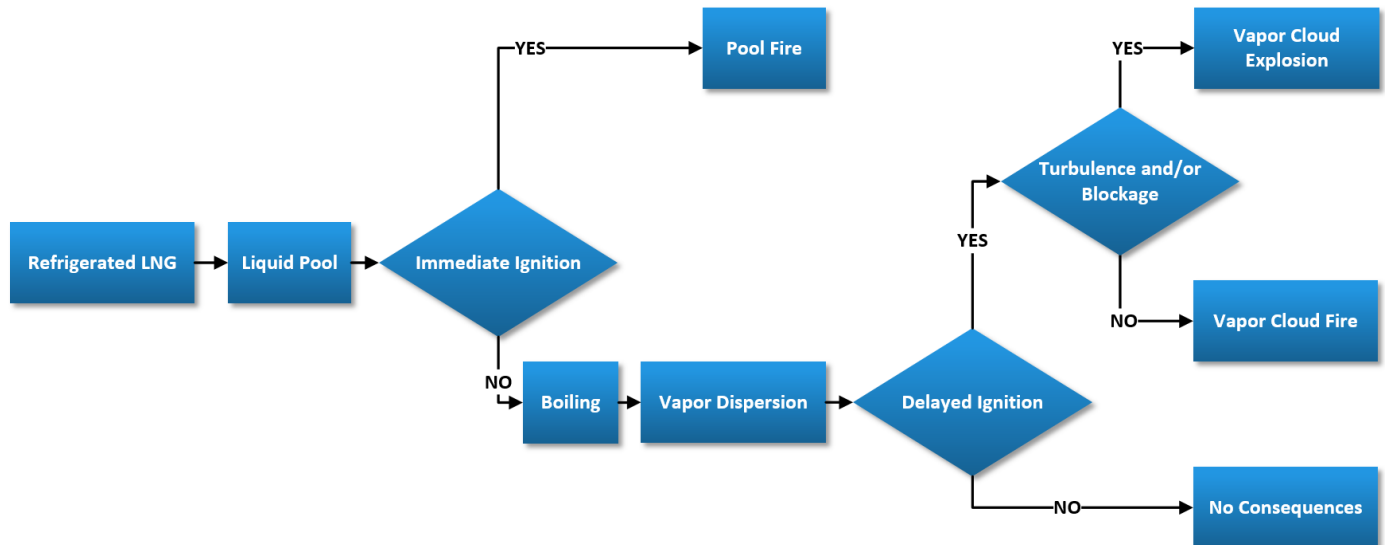 YES
Pool Fire
YES
Vapor Cloud
Explosion
Turbulence and/or
Blockage
Refrigerated LNG
Liquid Pool
Immediate Ignition
YES
NO
Vapor Cloud Fire
NO
Boiling
Vapor Dispersion
Delayed Ignition
NO
No Consequences